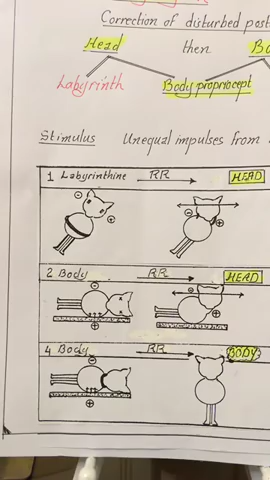 Correction of disturbed post
Head then Bo
Labyrinth Body propriocept
Stimulus Unequal impulses from
1 Labyrinthine RR HEAD
⊖ ⊕ ⊖ ⊕
2 Body RR HEAD
⊖
⊕
4 Body RR BODY
⊖
⊕